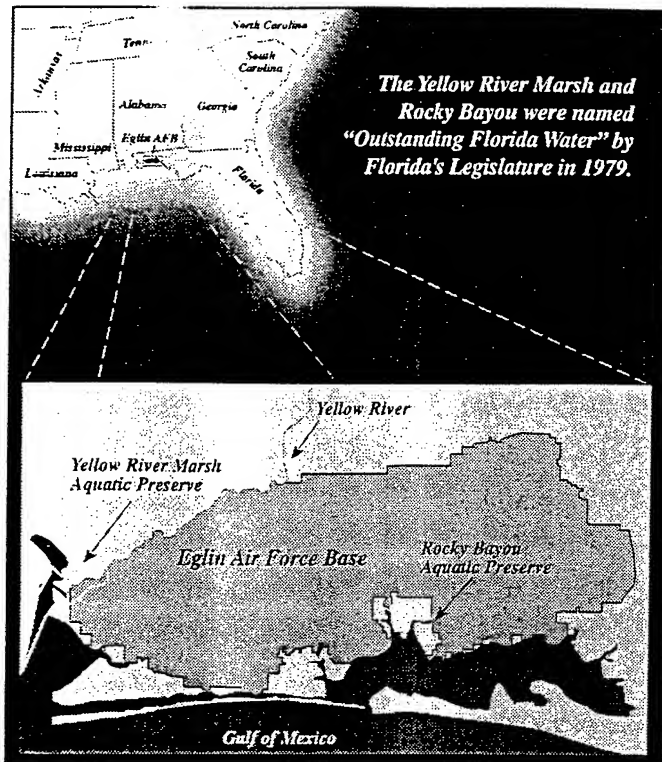 North Carolina
Tenn
South
Carolina
Arkansas
Alabama
Georgia
Eglin AFB
Mississippi
Louisiana
Florida
The Yellow River Marsh and
Rocky Bayou were named
“Outstanding Florida Water” by
Florida's Legislature in 1979.
Yellow River
Yellow River Marsh
Aquatic Preserve
Eglin Air Force Base
Rocky Bayou
Aquatic Preserve
Gulf of Mexico